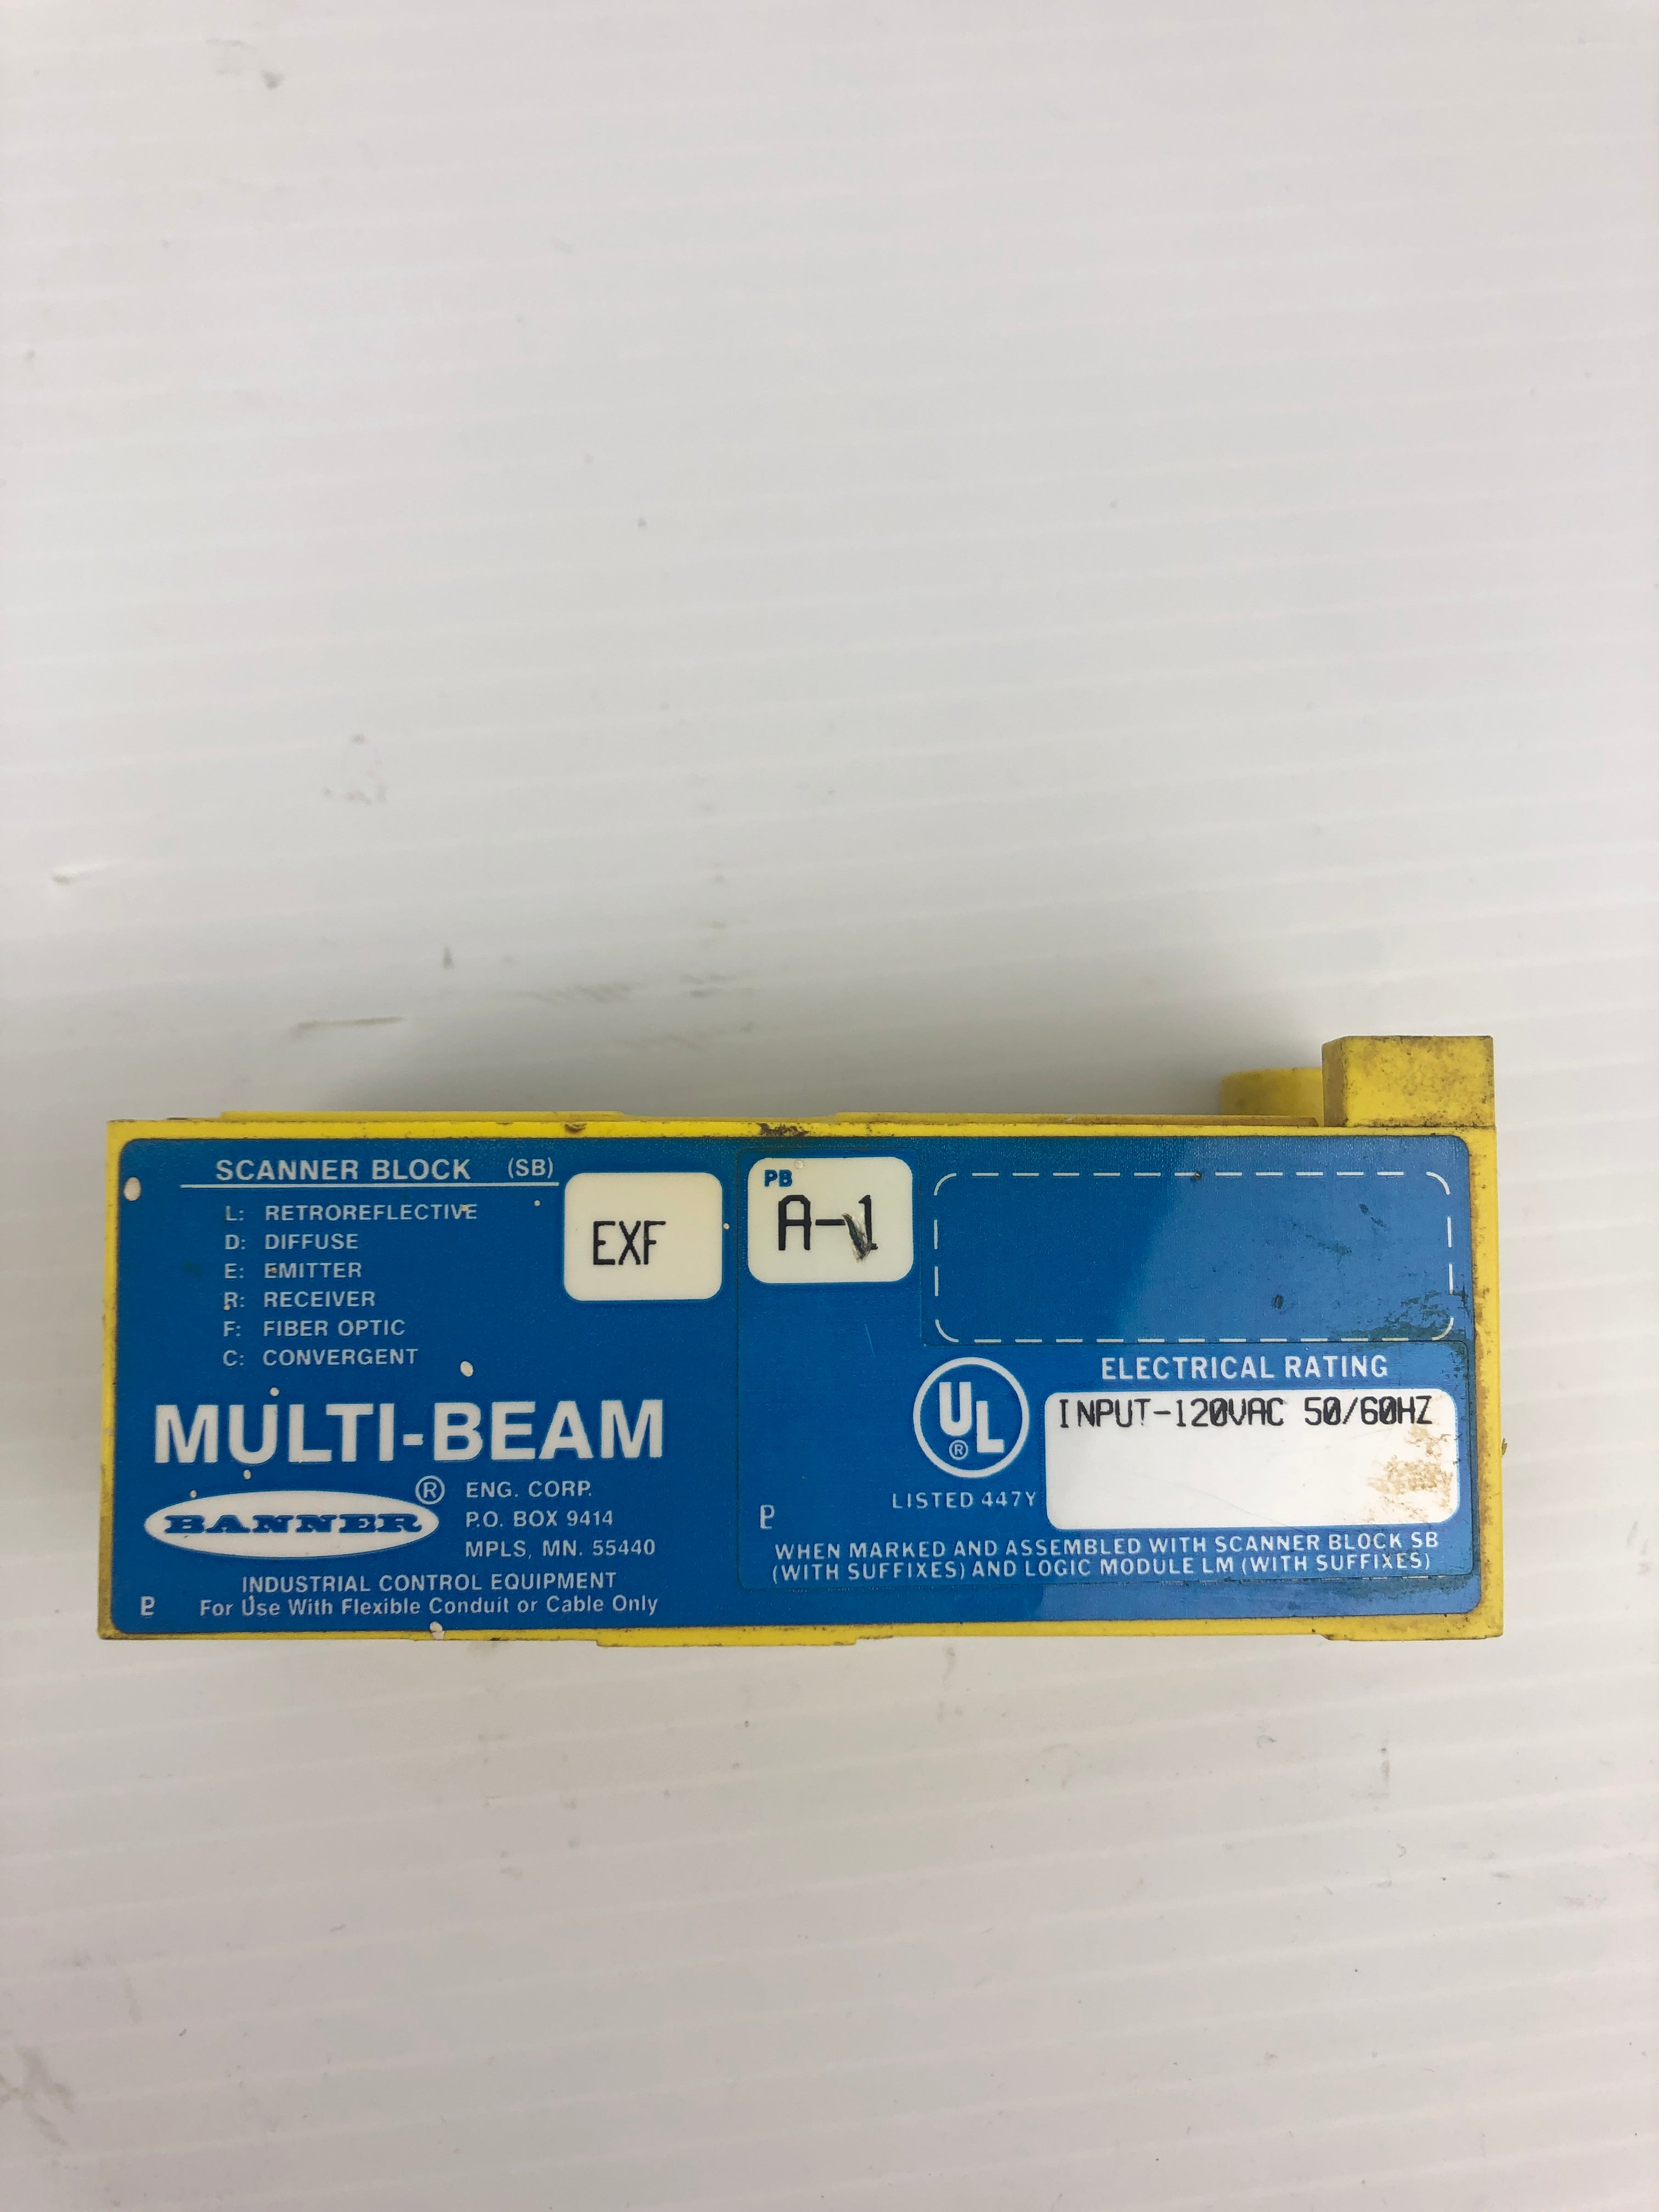 SCANNER BLOCK (SB)
L: RETROREFLECTIVE
D: DIFFUSE
E: EMITTER
R: RECEIVER
F: FIBER OPTIC
C: CONVERGENT
EXF
MULTI-BEAM
BANNER ®
ENG. CORP.
P.O. BOX 9414
MPLS, MN. 55440
INDUSTRIAL CONTROL EQUIPMENT
For Use With Flexible Conduit or Cable Only
PB
A-1
UL ®
LISTED 447Y
ELECTRICAL RATING
INPUT-120VAC 50/60HZ
WHEN MARKED AND ASSEMBLED WITH SCANNER BLOCK SB
(WITH SUFFIXES) AND LOGIC MODULE LM (WITH SUFFIXES)